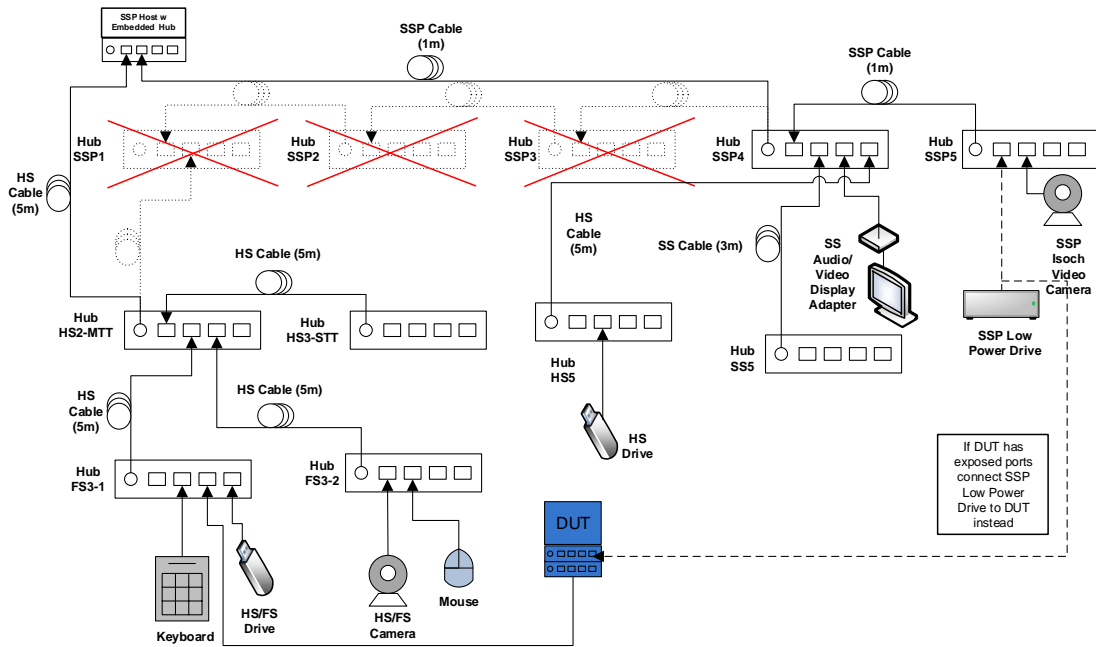 SSP Host w
Embedded Hub
SSP Cable
(1m)
SSP Cable
(1m)
Hub
SSP1
Hub
SSP2
Hub
SSP3
Hub
SSP4
Hub
SSP5
HS
Cable
(5m)
HS Cable (5m)
HS
Cable
(5m)
SS Cable (3m)
SS
Audio/
Video
Display
Adapter
SSP
Isoch
Video
Camera
Hub
HS2-MTT
Hub
HS3-STT
Hub
HS5
Hub
SS5
SSP Low
Power Drive
HS
Cable
(5m)
HS Cable (5m)
HS
Drive
If DUT has
exposed ports
connect SSP
Low Power
Drive to DUT
instead
Hub
FS3-1
Hub
FS3-2
DUT
Keyboard
HS/FS
Drive
HS/FS
Camera
Mouse